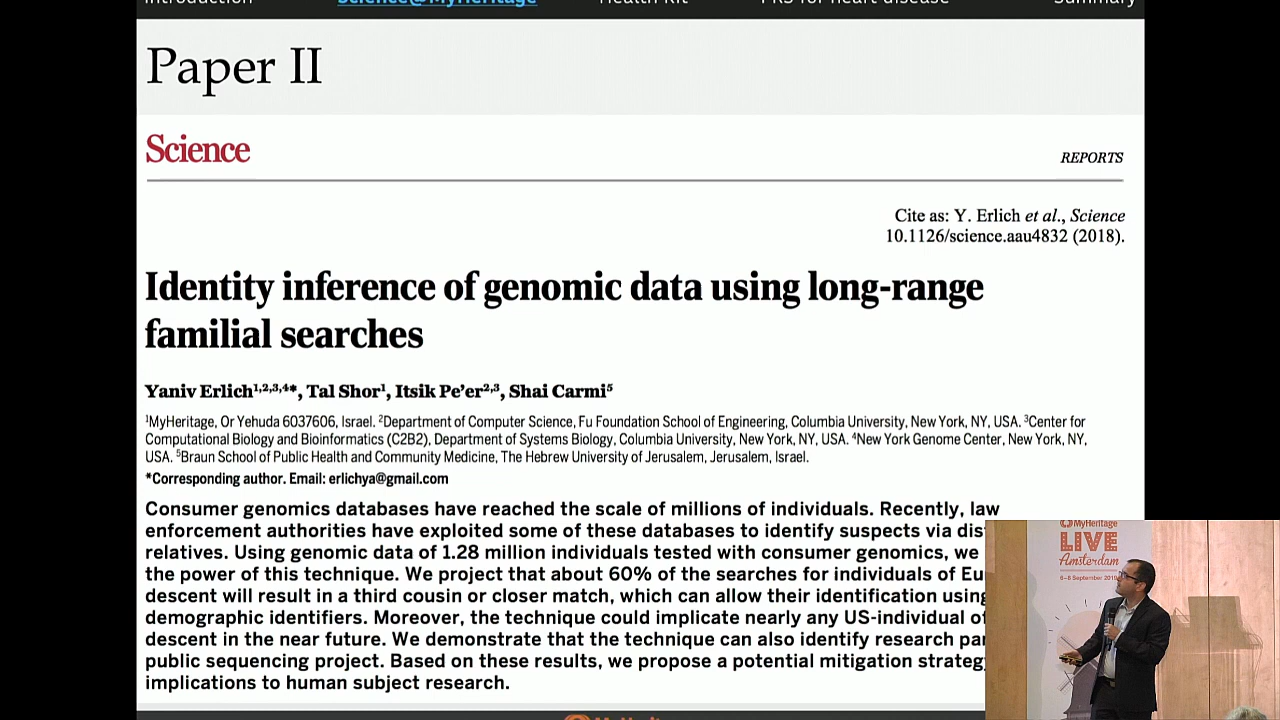 Introduction Science@MyHeritage Health Kit PRS for heart disease Summary
Paper II
Science
REPORTS
Cite as: Y. Erlich et al., Science
10.1126/science.aau4832 (2018).
Identity inference of genomic data using long-range
familial searches
Yaniv Erlich1,2,3,4*, Tal Shor1, Itsik Pe’er2,3, Shai Carmi5
1MyHeritage, Or Yehuda 6037606, Israel. 2Department of Computer Science, Fu Foundation School of Engineering, Columbia University, New York, NY, USA. 3Center for
Computational Biology and Bioinformatics (C2B2), Department of Systems Biology, Columbia University, New York, NY, USA. 4New York Genome Center, New York, NY,
USA. 5Braun School of Public Health and Community Medicine, The Hebrew University of Jerusalem, Jerusalem, Israel.
*Corresponding author. Email: erlichya@gmail.com
Consumer genomics databases have reached the scale of millions of individuals. Recently, law
enforcement authorities have exploited some of these databases to identify suspects via dis
relatives. Using genomic data of 1.28 million individuals tested with consumer genomics, we
the power of this technique. We project that about 60% of the searches for individuals of Eu
descent will result in a third cousin or closer match, which can allow their identification using
demographic identifiers. Moreover, the technique could implicate nearly any US-individual of
descent in the near future. We demonstrate that the technique can also identify research par
public sequencing project. Based on these results, we propose a potential mitigation strategy
implications to human subject research.
MyHeritage
LIVE
Amsterdam
6-8 September 2019
MyHeritage